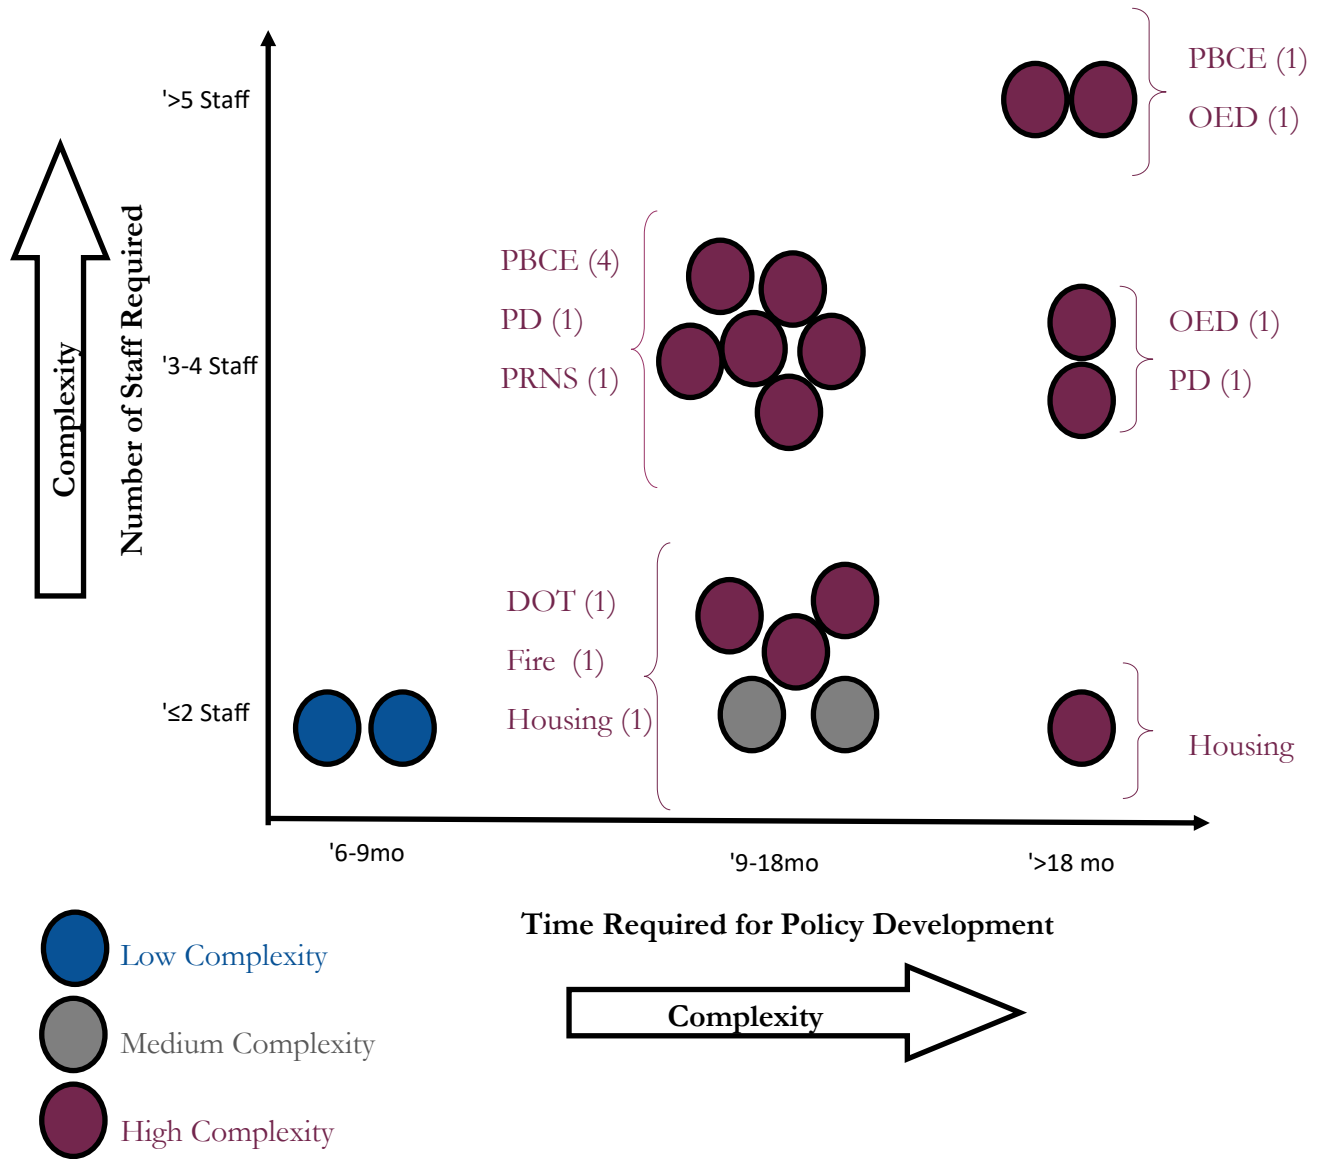 PBCE (1)
'>5 Staff
OED (1)
PBCE (4)
PD (1)
PRNS (1)
OED (1)
PD (1)
'3-4 Staff
Complexity
Number of Staff Required
DOT (1)
Fire (1)
Housing (1)
'≤2 Staff
Housing
'6-9mo
'9-18mo
'>18 mo
Time Required for Policy Development
Complexity
Low Complexity
Medium Complexity
High Complexity